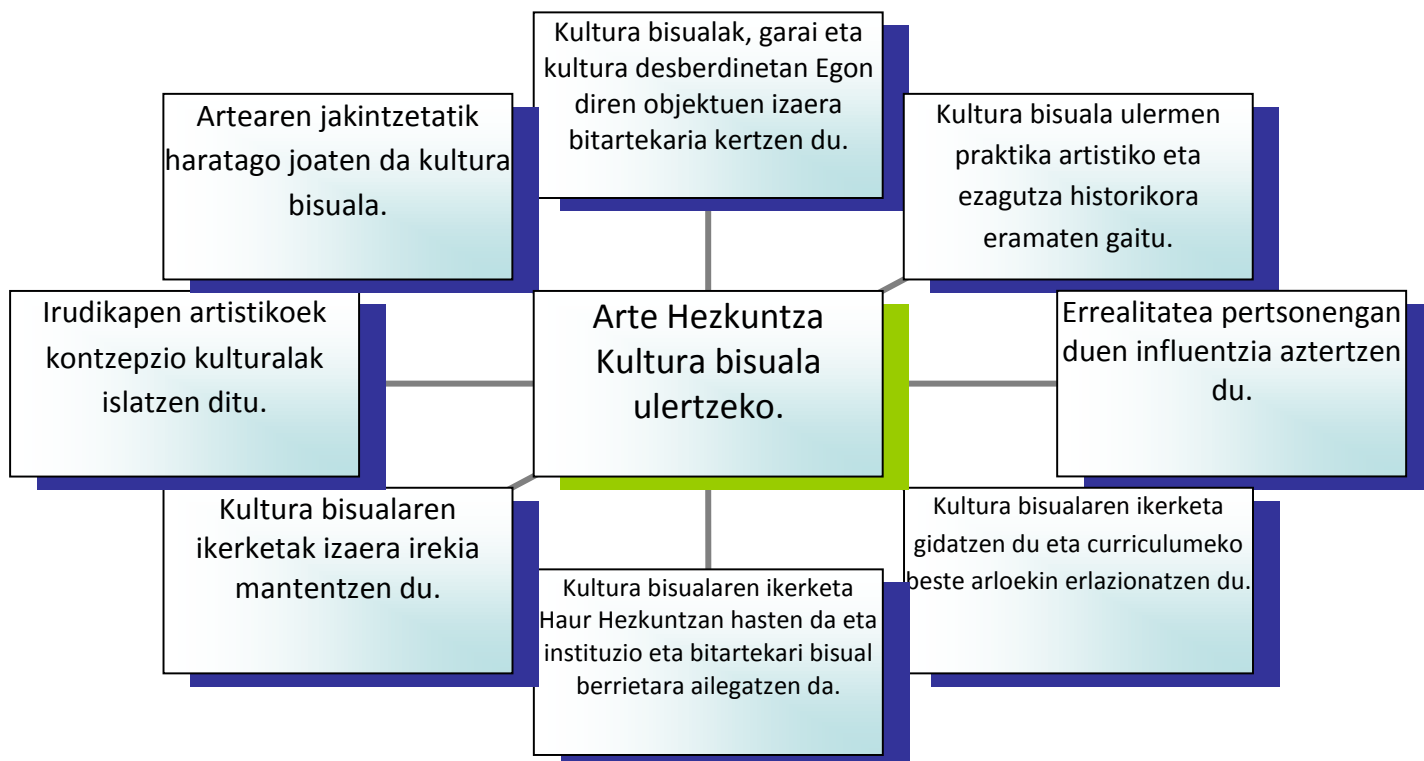 Kultura bisualak, garai eta
kultura desberdinetan Egon
diren objektuen izaera
bitartekaria kertzen du.
Artearen jakintzetatik
haratago joaten da kultura
bisuala.
Kultura bisuala ulermen
praktika artistiko eta
ezagutza historikora
eramaten gaitu.
Irudikapen artistikoek
kontzepzio kulturalak
islatzen ditu.
Arte Hezkuntza
Kultura bisuala
ulertzeko.
Errealitatea pertsonengan
duen influentzia aztertzen
du.
Kultura bisualaren
ikerketak izaera irekia
mantentzen du.
Kultura bisualaren ikerketa
Haur Hezkuntzan hasten da eta
instituzio eta bitartekari bisual
berrietara ailegatzen da.
Kultura bisualaren ikerketa
gidatzen du eta curriculumeko
beste arloekin erlazionatzen du.